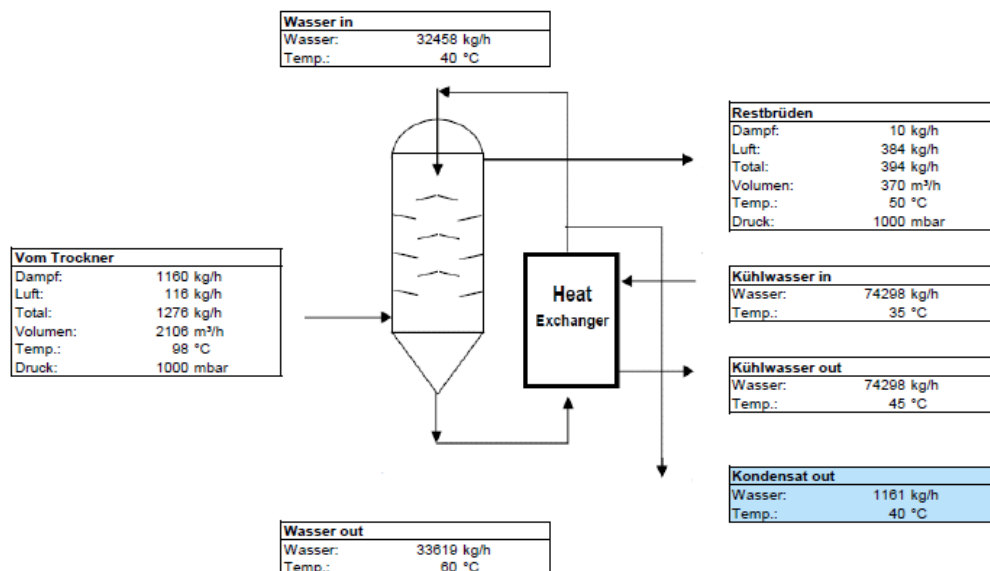 Wasser in
Wasser: 32458 kg/h
Temp.: 40 °C
Restbrüden
Dampf: 10 kg/h
Luft: 384 kg/h
Total: 394 kg/h
Volumen: 370 m³/h
Temp.: 50 °C
Druck: 1000 mbar
Vom Trockner
Dampf: 1160 kg/h
Luft: 116 kg/h
Total: 1276 kg/h
Volumen: 2106 m³/h
Temp.: 98 °C
Druck: 1000 mbar
Heat
Exchanger
Kühlwasser in
Wasser: 74298 kg/h
Temp.: 35 °C
Kühlwasser out
Wasser: 74298 kg/h
Temp.: 45 °C
Kondensat out
Wasser: 1161 kg/h
Temp.: 40 °C
Wasser out
Wasser: 33619 kg/h
Temp.: 60 °C